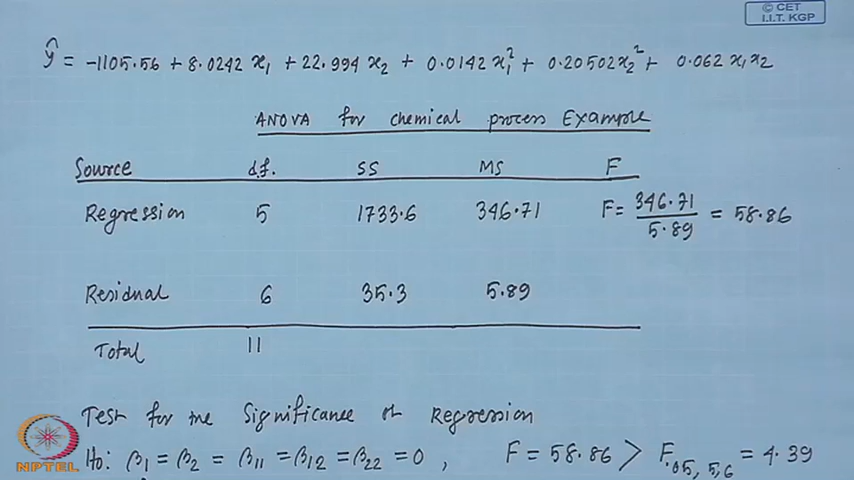 © CET
I.I.T. KGP
ŷ = -1105.56 + 8.0242 x₁ + 22.994 x₂ + 0.0142 x₁² + 0.20502 x₂² + 0.062 x₁x₂
ANOVA for chemical process Example
Source d.f. SS MS F
Regression 5 1733.6 346.71 F = 346.71 / 5.89 = 58.86
Residual 6 35.3 5.89
Total 11
Test for the Significance of Regression
H₀: β₁ = β₂ = β₁₁ = β₁₂ = β₂₂ = 0 , F = 58.86 > F.05, 5, 6 = 4.39
NPTEL